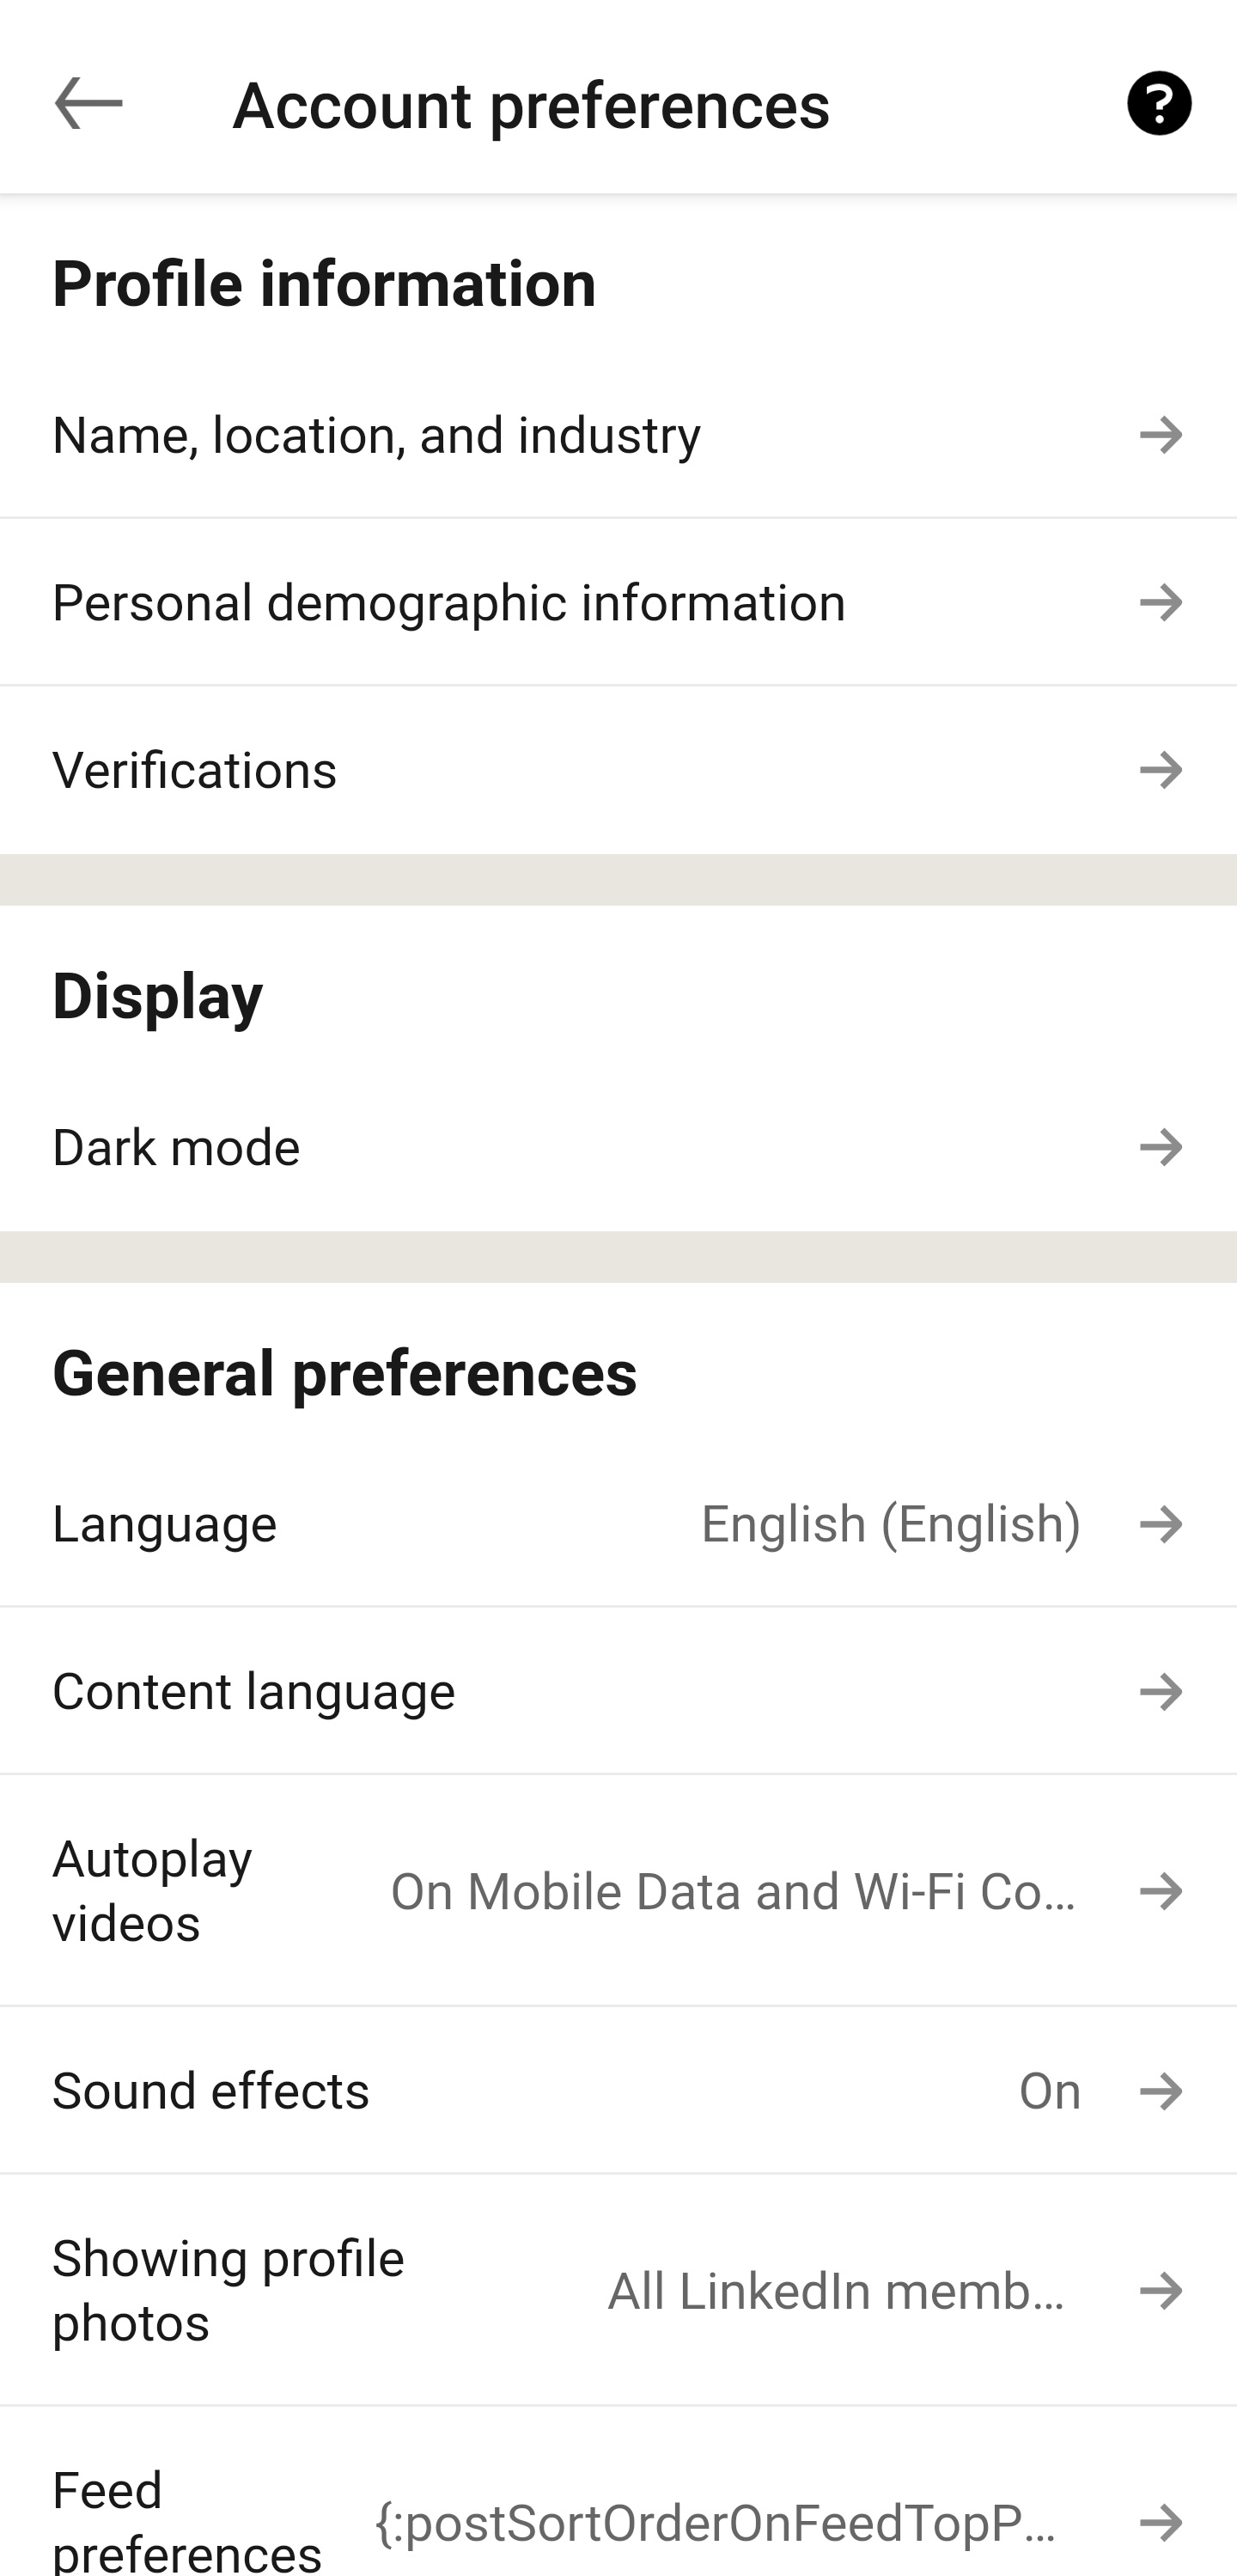 Account preferences
?
Profile information
Name, location, and industry
Personal demographic information
Verifications
Display
Dark mode
General preferences
Language English (English)
Content language
Autoplay
videos
On Mobile Data and Wi-Fi Co...
Sound effects On
Showing profile
photos
All LinkedIn memb...
Feed
preferences
{:postSortOrderOnFeedTopP...